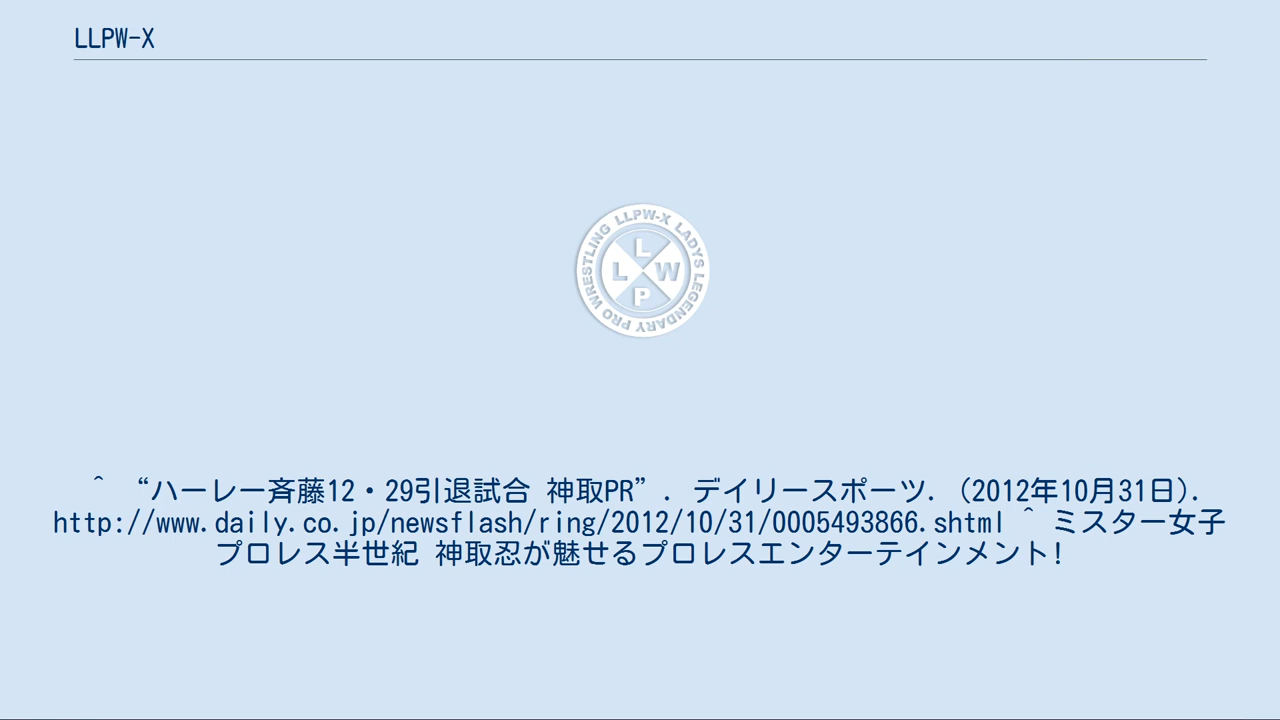 LLPW-X
LLPW-X LADYS LEGENDARY PRO WRESTLING
L
L W
P
^ “ハーレー斉藤12・29引退試合 神取PR”. デイリースポーツ. (2012年10月31日).
http://www.daily.co.jp/newsflash/ring/2012/10/31/0005493866.shtml ^ ミスター女子
プロレス半世紀 神取忍が魅せるプロレスエンターテインメント!